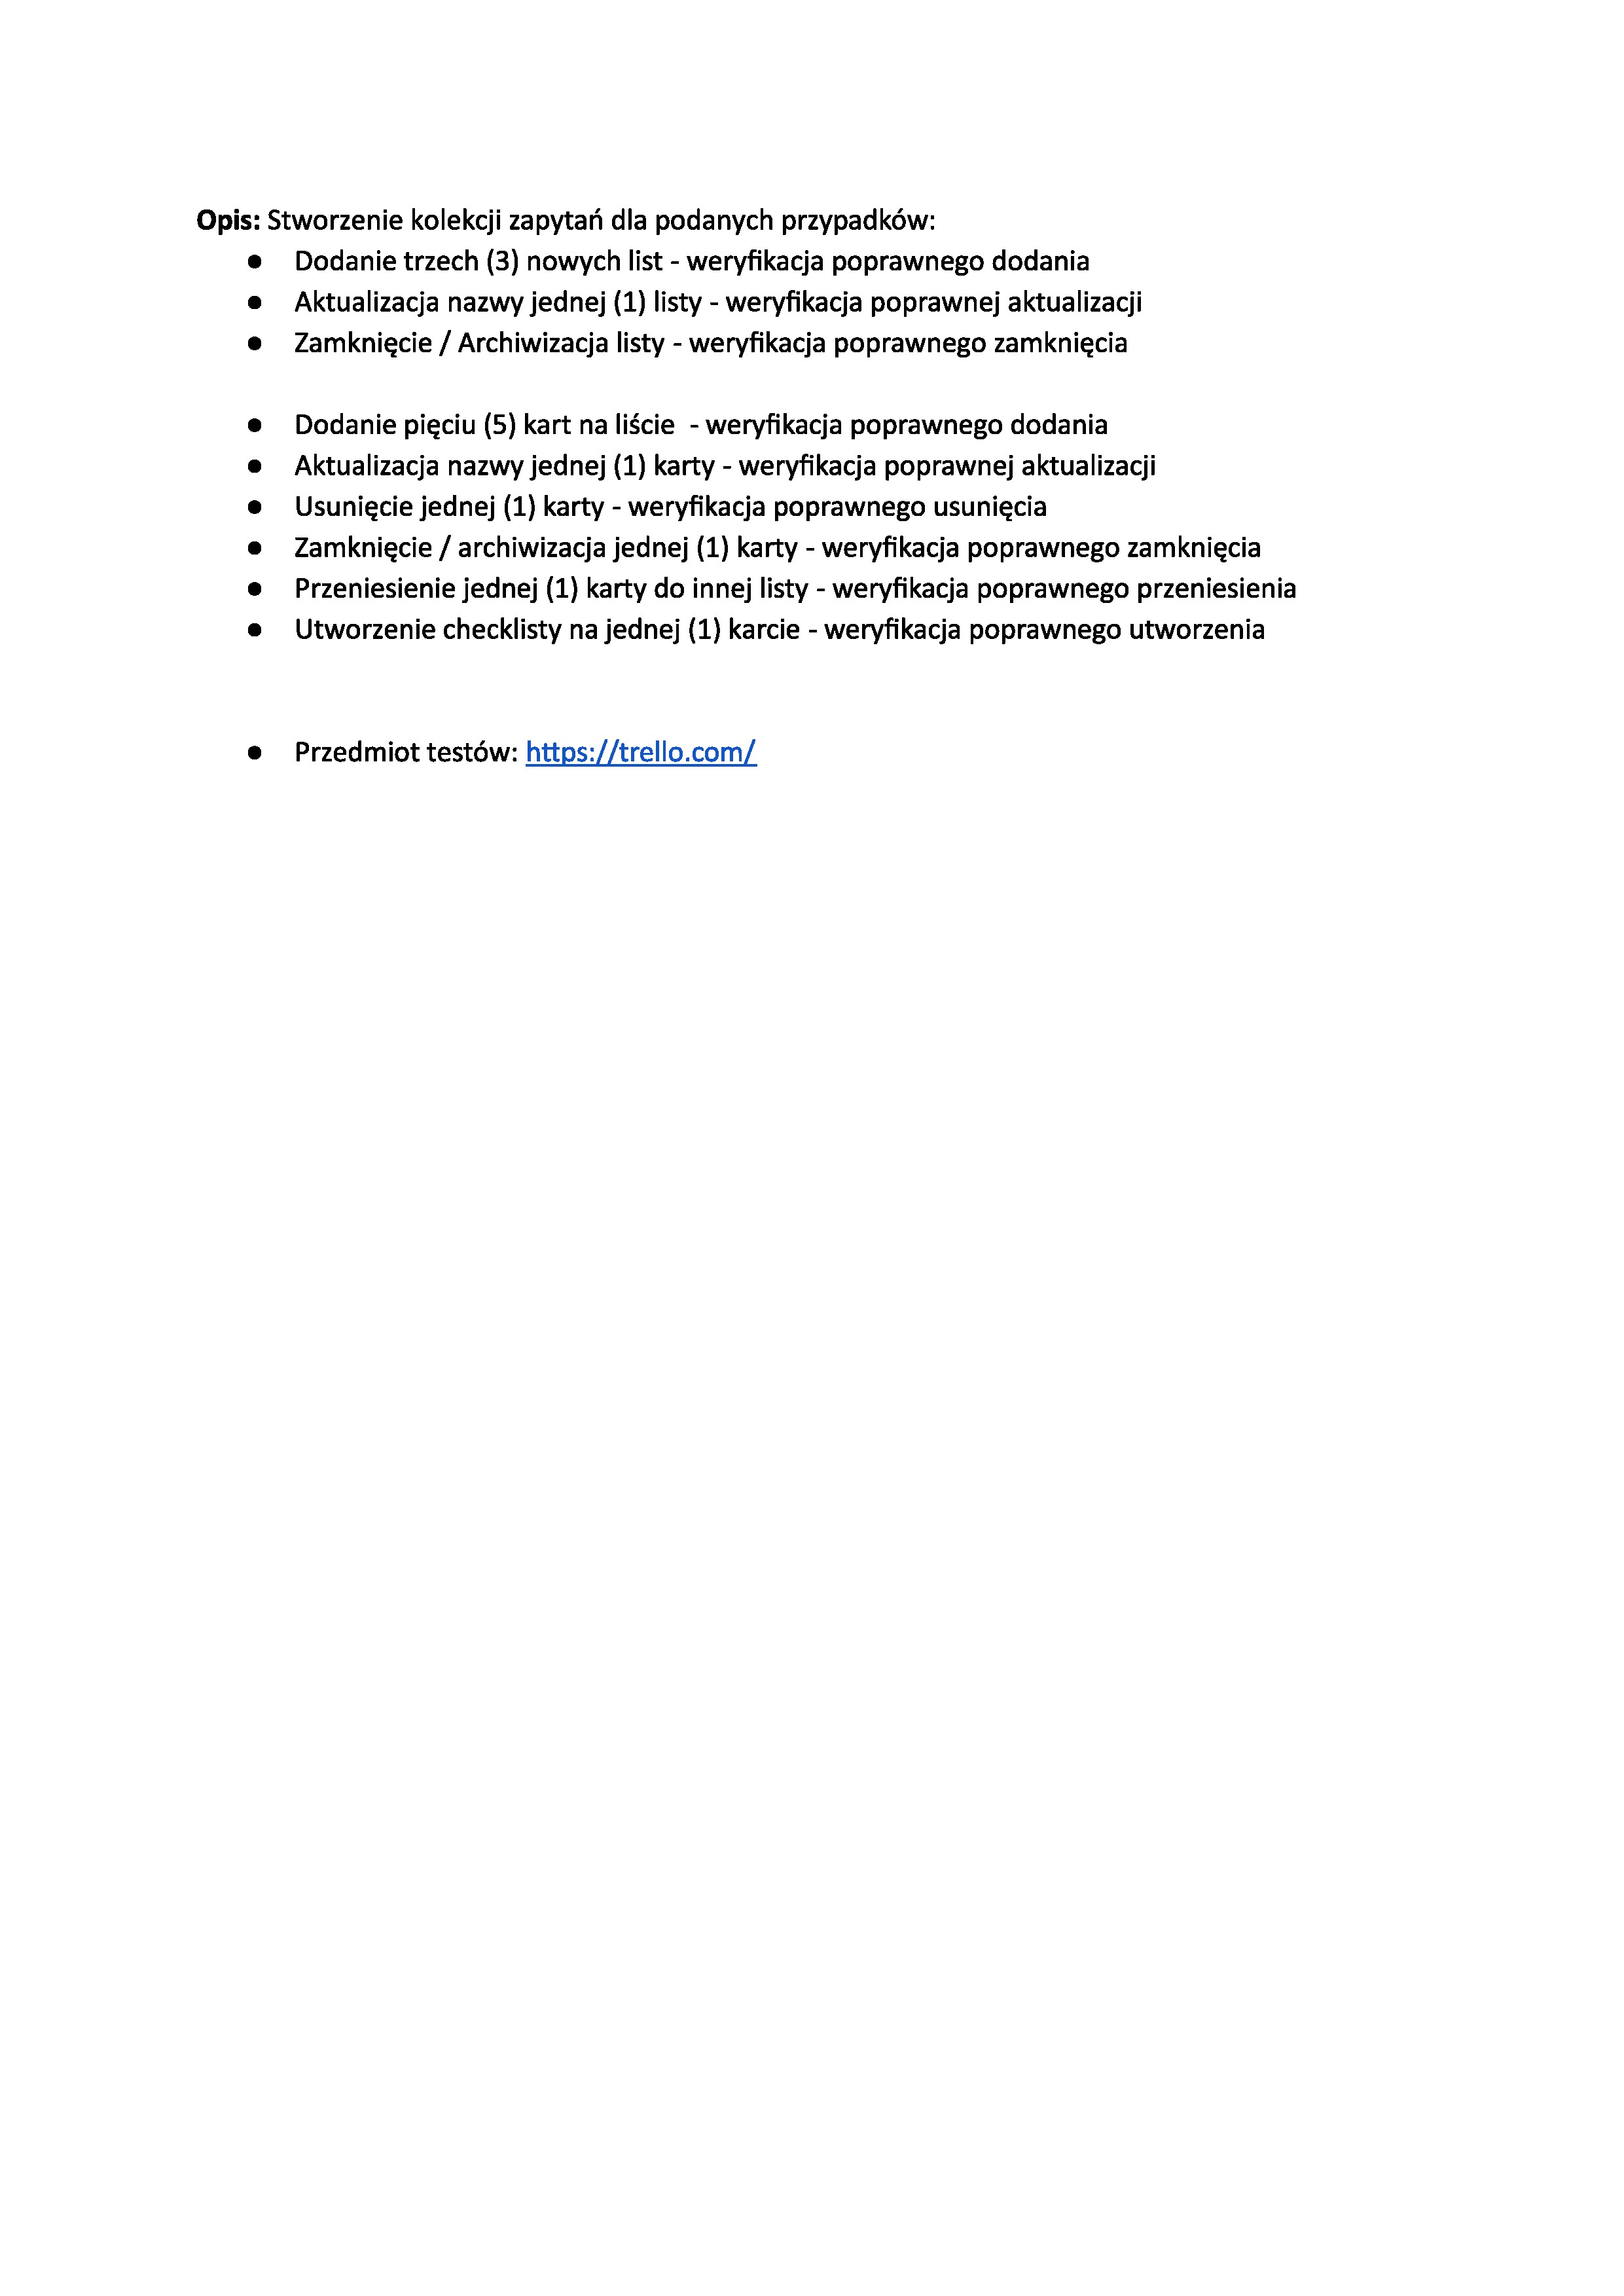 Opis: Stworzenie kolekcji zapytań dla podanych przypadków:
● Dodanie trzech (3) nowych list - weryfikacja poprawnego dodania
● Aktualizacja nazwy jednej (1) listy - weryfikacja poprawnej aktualizacji
● Zamknięcie / Archiwizacja listy - weryfikacja poprawnego zamknięcia
● Dodanie pięciu (5) kart na liście  - weryfikacja poprawnego dodania
● Aktualizacja nazwy jednej (1) karty - weryfikacja poprawnej aktualizacji
● Usunięcie jednej (1) karty - weryfikacja poprawnego usunięcia
● Zamknięcie / archiwizacja jednej (1) karty - weryfikacja poprawnego zamknięcia
● Przeniesienie jednej (1) karty do innej listy - weryfikacja poprawnego przeniesienia
● Utworzenie checklisty na jednej (1) karcie - weryfikacja poprawnego utworzenia
● Przedmiot testów: https://trello.com/